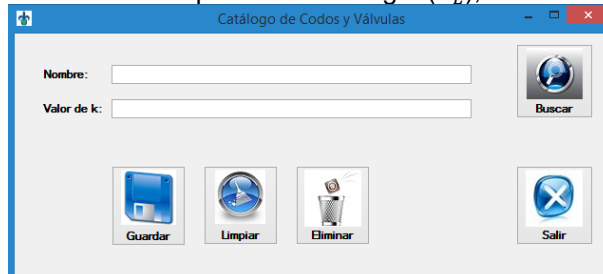 Catálogo de Codos y Válvulas
Nombre:
Buscar
Valor de k:
Guardar
Limpiar
Eliminar
Salir